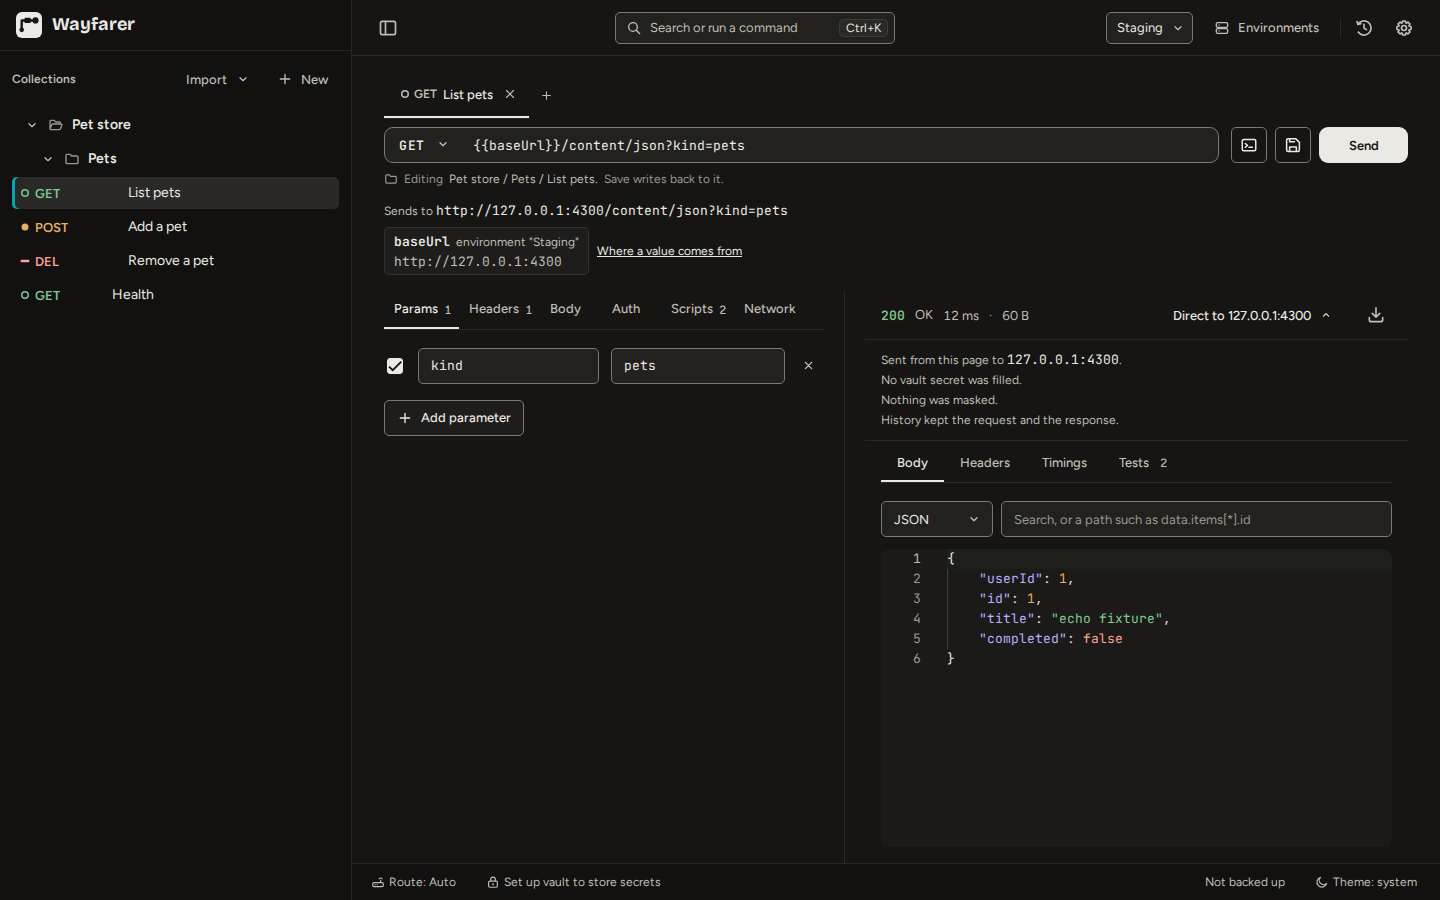 Wayfarer
Search or run a command Ctrl+K
Staging
Environments
Collections
Import
New
Pet store
Pets
GET List pets
POST Add a pet
DEL Remove a pet
GET Health
GET List pets
GET {{baseUrl}}/content/json?kind=pets
Send
Editing Pet store / Pets / List pets. Save writes back to it.
Sends to http://127.0.0.1:4300/content/json?kind=pets
baseUrl environment "Staging"
http://127.0.0.1:4300
Where a value comes from
Params 1 Headers 1 Body Auth Scripts 2 Network
kind pets
Add parameter
200 OK 12 ms · 60 B
Direct to 127.0.0.1:4300
Sent from this page to 127.0.0.1:4300.
No vault secret was filled.
Nothing was masked.
History kept the request and the response.
Body Headers Timings Tests 2
JSON
Search, or a path such as data.items[*].id
1 {
2 "userId": 1,
3 "id": 1,
4 "title": "echo fixture",
5 "completed": false
6 }
Route: Auto
Set up vault to store secrets
Not backed up
Theme: system